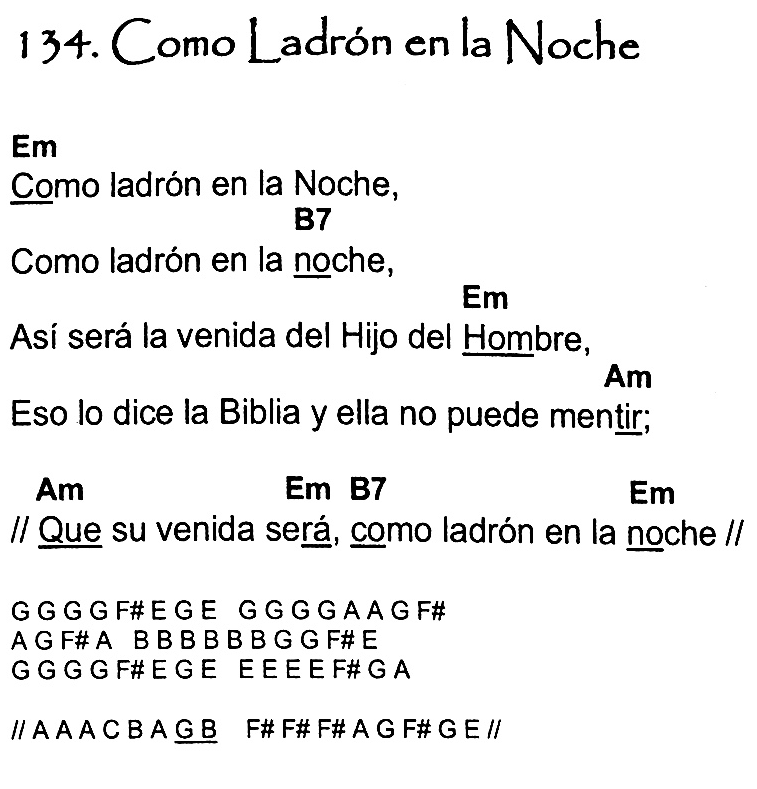 134. Como Ladrón en la Noche
Em
Como ladrón en la Noche,
B7
Como ladrón en la noche,
Em
Así será la venida del Hijo del Hombre,
Am
Eso lo dice la Biblia y ella no puede mentir;
Am Em B7 Em
// Que su venida será, como ladrón en la noche //
G G G G F# E G E G G G G A A G F#
A G F# A B B B B B B G G F# E
G G G G F# E G E E E E E F# G A
// A A A C B A G B F# F# F# A G F# G E //